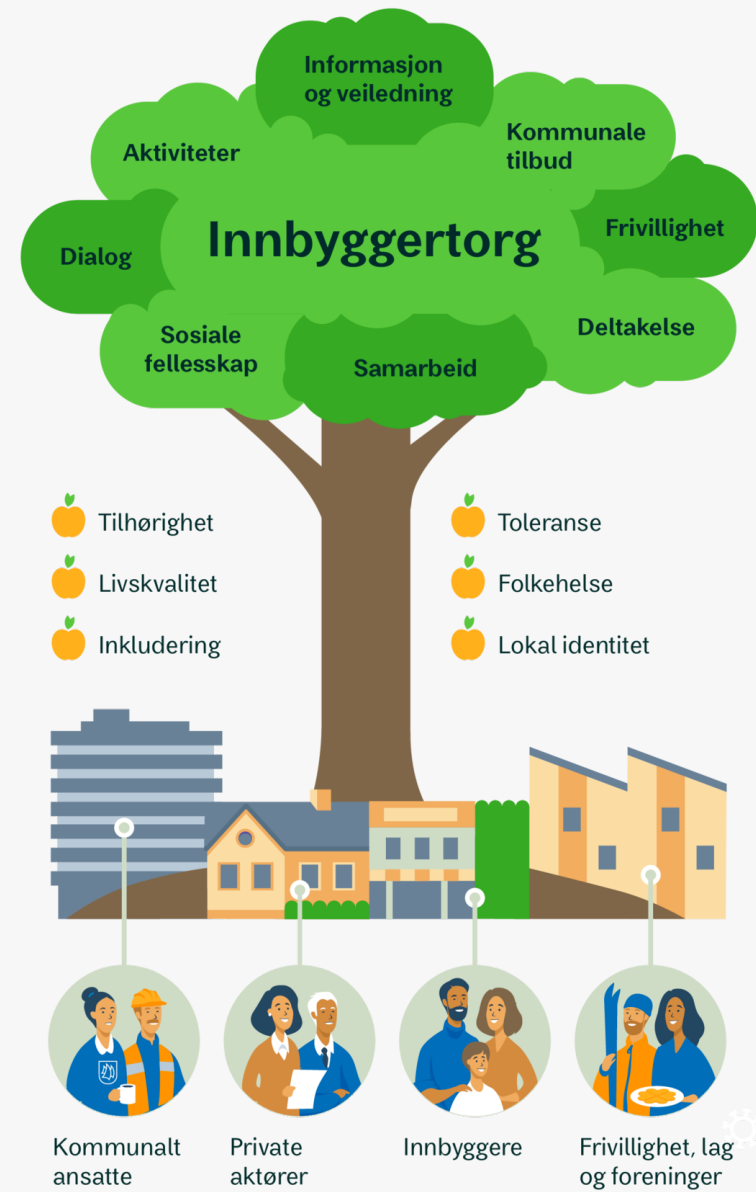 Informasjon
og veiledning
Aktiviteter
Kommunale
tilbud
Innbyggertorg
Frivillighet
Dialog
Deltakelse
Sosiale
fellesskap
Samarbeid
Tilhørighet
Livskvalitet
Inkludering
Toleranse
Folkehelse
Lokal identitet
Kommunalt
ansatte
Private
aktører
Innbyggere
Frivillighet, lag
og foreninger